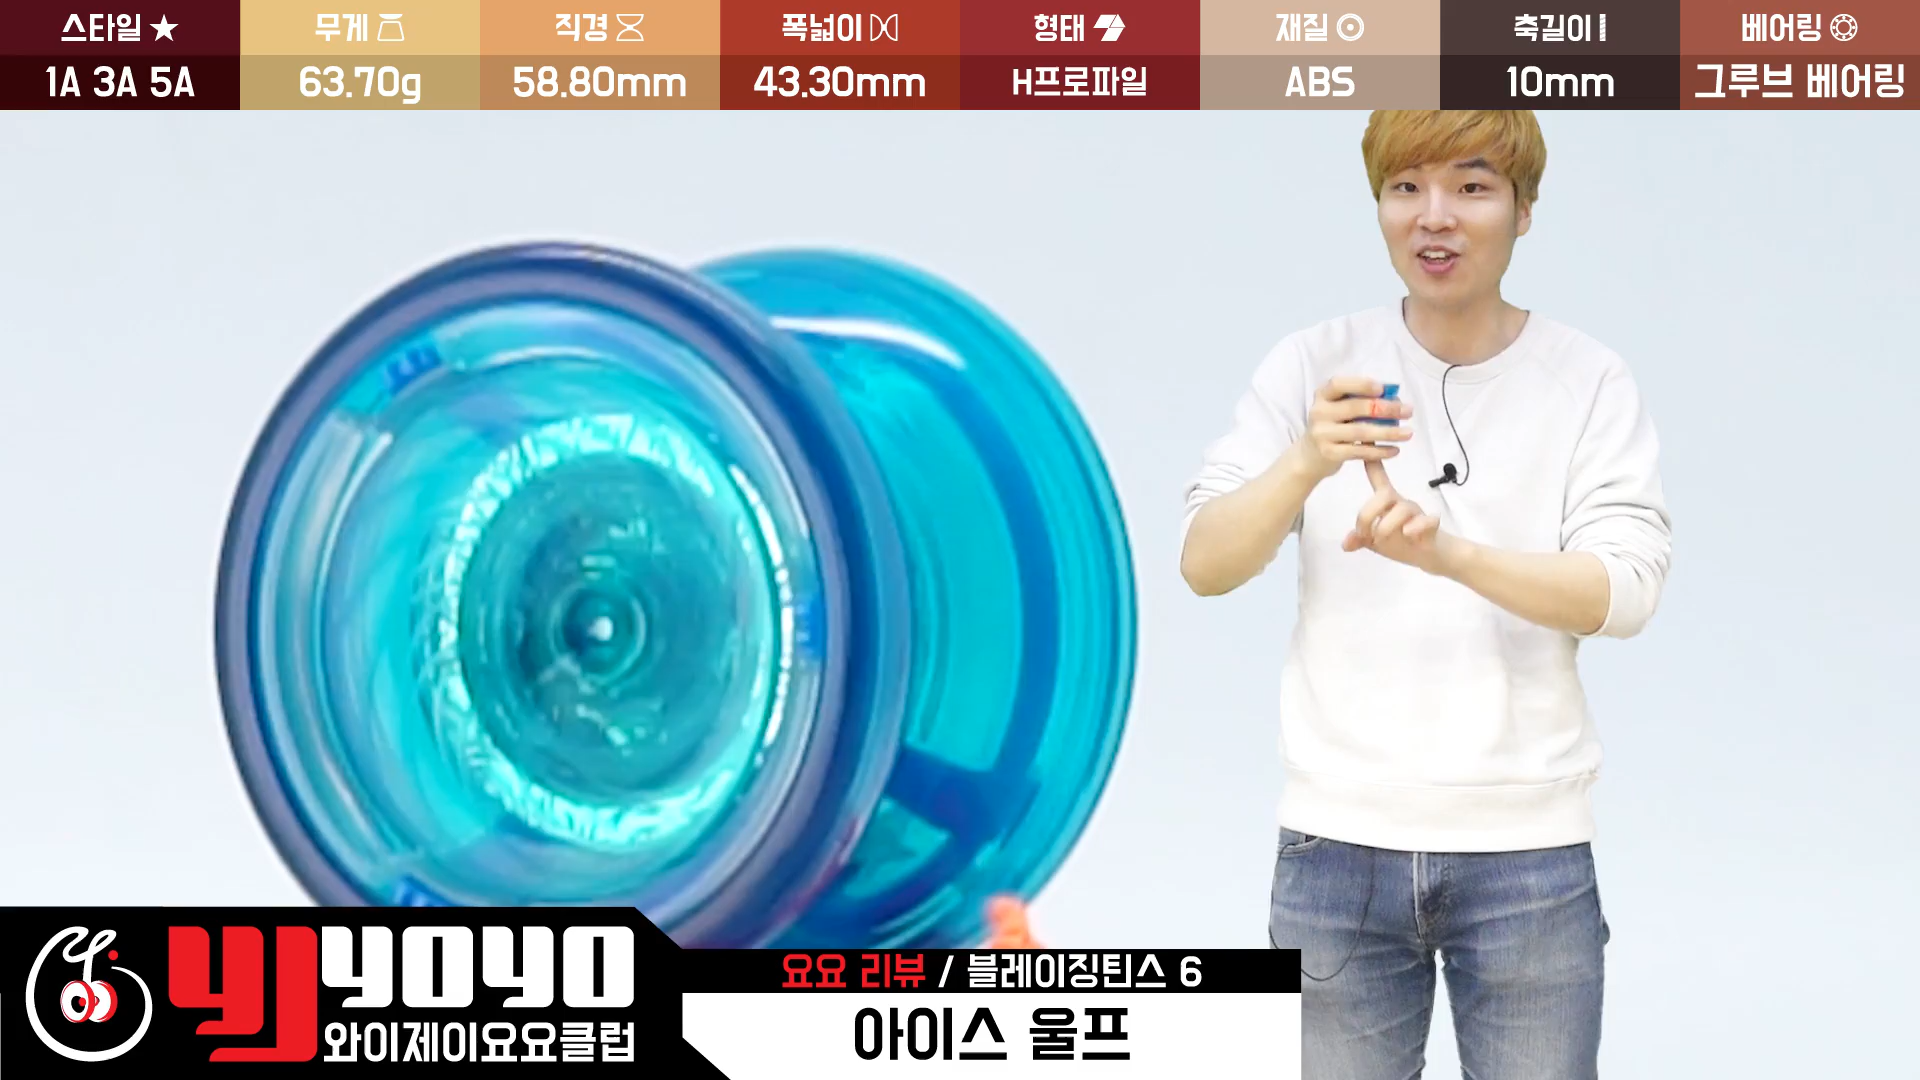 스타일
무게
직경
폭넓이
형태
재질
축길이
베어링
1A 3A 5A
63.70g
58.80mm
43.30mm
H프로파일
ABS
10mm
그루브 베어링
YJYOYO
와이제이요요클럽
요요 리뷰 / 블레이징틴스 6
아이스 울프